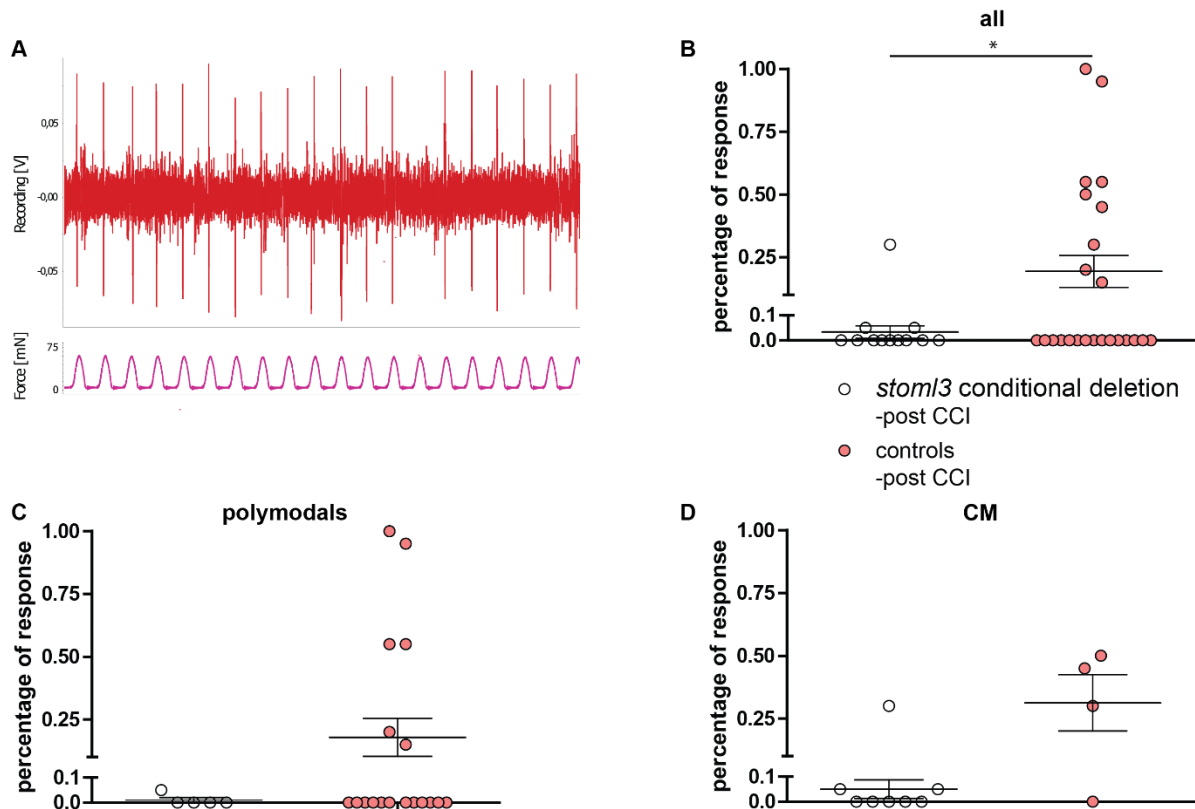 A
Recording [V]
0,05
-0,00
-0,05
Force [mN]
75
0
B
all
*
percentage of response
1.00
0.75
0.50
0.25
0.1
0.0
stoml3 conditional deletion
-post CCI
controls
-post CCI
C
polymodals
percentage of response
1.00
0.75
0.50
0.25
0.1
0.0
D
CM
percentage of response
1.00
0.75
0.50
0.25
0.1
0.0